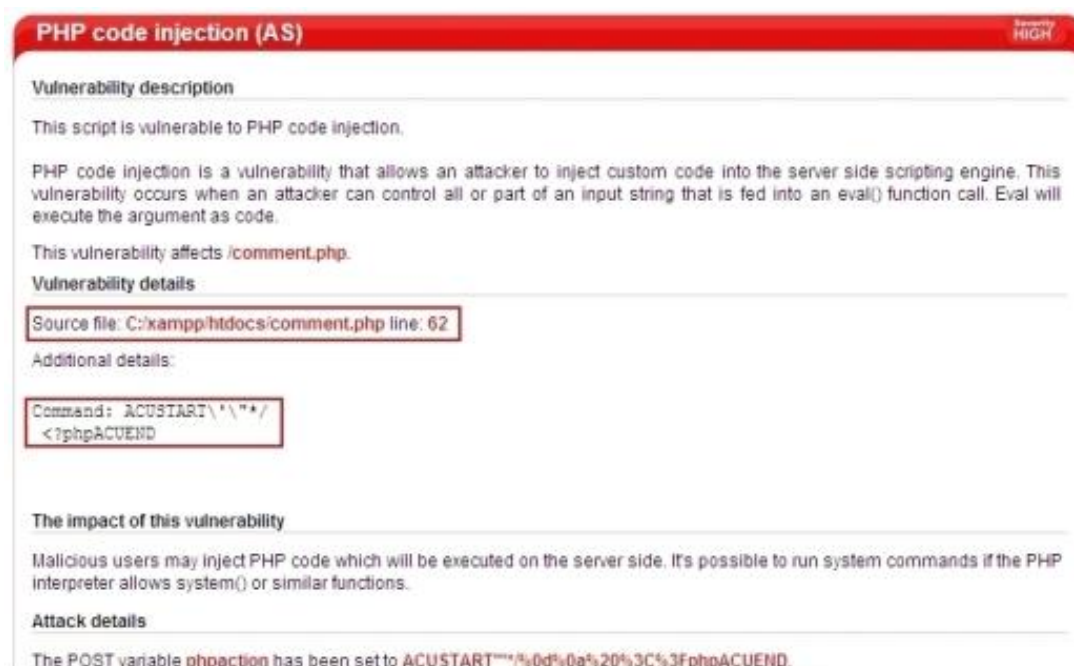 PHP code injection (AS)
Severity
HIGH
Vulnerability description
This script is vulnerable to PHP code injection.
PHP code injection is a vulnerability that allows an attacker to inject custom code into the server side scripting engine. This
vulnerability occurs when an attacker can control all or part of an input string that is fed into an eval() function call. Eval will
execute the argument as code.
This vulnerability affects /comment.php.
Vulnerability details
Source file: C:/xampp/htdocs/comment.php line: 62
Additional details:
Command: ACUSTART\'\"*/
<?phpACUEND
The impact of this vulnerability
Malicious users may inject PHP code which will be executed on the server side. It's possible to run system commands if the PHP
interpreter allows system() or similar functions.
Attack details
The POST variable phpaction has been set to ACUSTART'"*/%0d%0a%20%3C%3FphpACUEND.